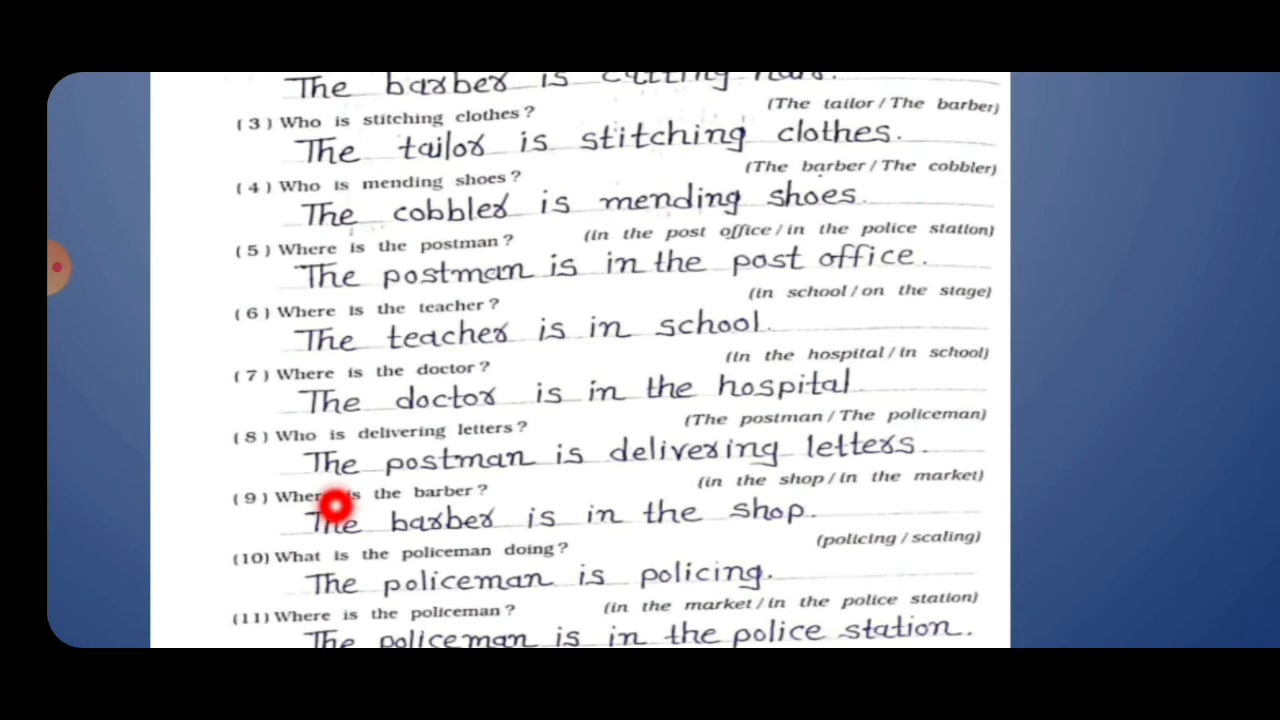 The barber is cutting hair.
(3) Who is stitching clothes? (The tailor / The barber)
The tailor is stitching clothes.
(4) Who is mending shoes? (The barber / The cobbler)
The cobbler is mending shoes.
(5) Where is the postman? (in the post office / in the police station)
The postman is in the post office.
(6) Where is the teacher? (in school / on the stage)
The teacher is in school.
(7) Where is the doctor? (in the hospital / in school)
The doctor is in the hospital
(8) Who is delivering letters? (The postman / The policeman)
The postman is delivering letters.
(9) Where is the barber? (in the shop / in the market)
The barber is in the shop.
(10) What is the policeman doing? (policing / scaling)
The policeman is policing.
(11) Where is the policeman? (in the market / in the police station)
The policeman is in the police station.